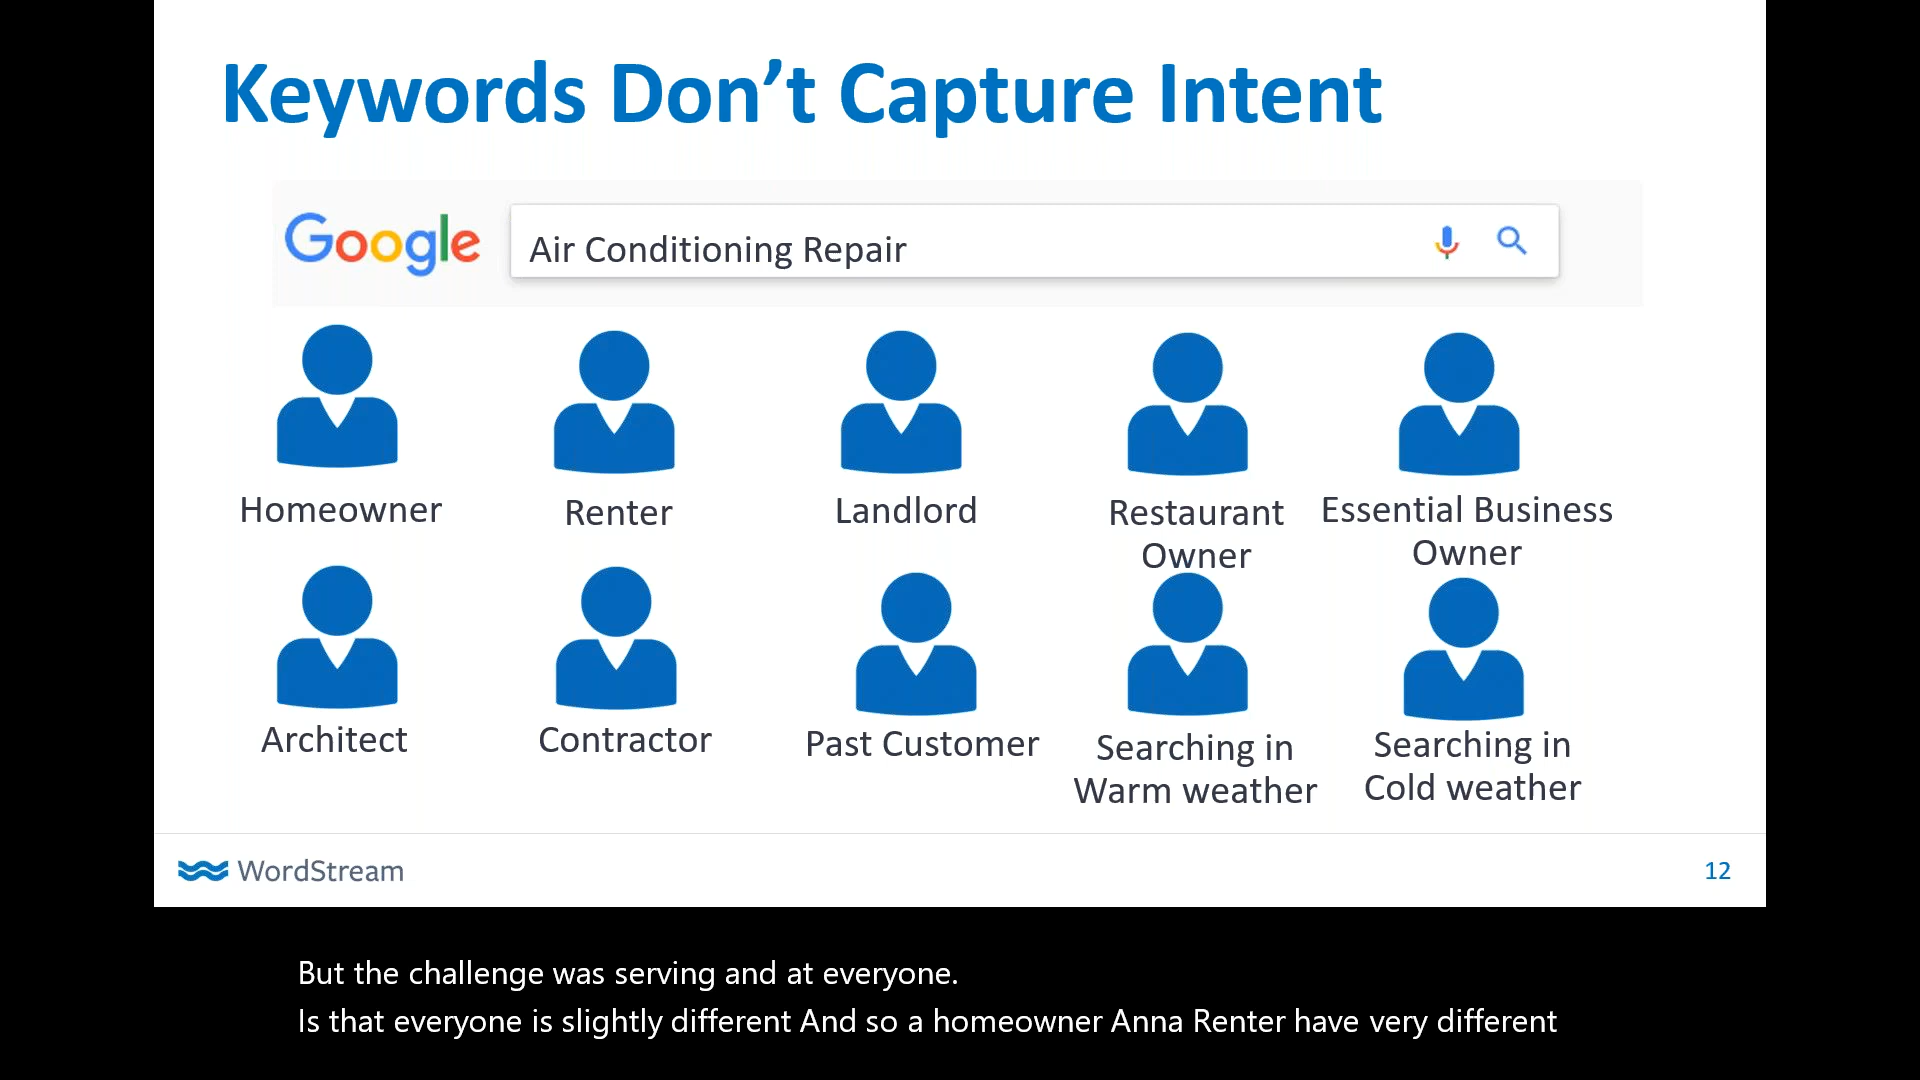 Keywords Don’t Capture Intent
Google
Air Conditioning Repair
Homeowner
Renter
Landlord
Restaurant
Owner
Essential Business
Owner
Architect
Contractor
Past Customer
Searching in
Warm weather
Searching in
Cold weather
WordStream
12
But the challenge was serving and at everyone.
Is that everyone is slightly different And so a homeowner Anna Renter have very different